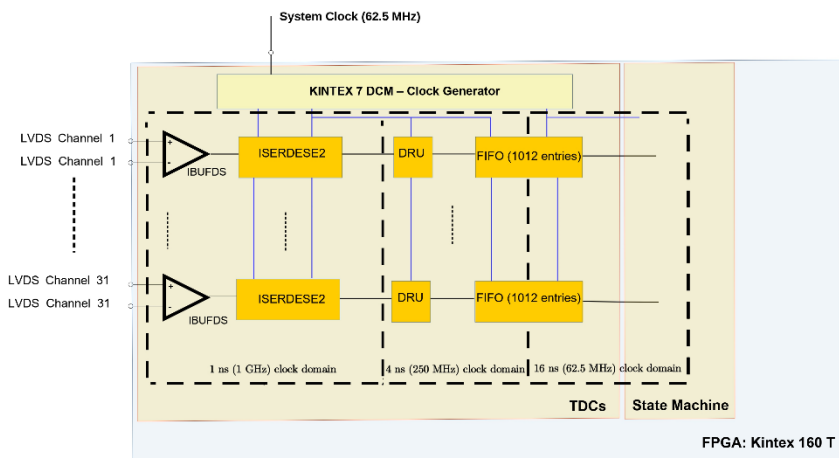 System Clock (62.5 MHz)
KINTEX 7 DCM – Clock Generator
LVDS Channel 1
LVDS Channel 1
+
-
IBUFDS
ISERDESE2
DRU
FIFO (1012 entries)
LVDS Channel 31
LVDS Channel 31
+
-
IBUFDS
ISERDESE2
DRU
FIFO (1012 entries)
1 ns (1 GHz) clock domain
4 ns (250 MHz) clock domain
16 ns (62.5 MHz) clock domain
TDCs
State Machine
FPGA: Kintex 160 T